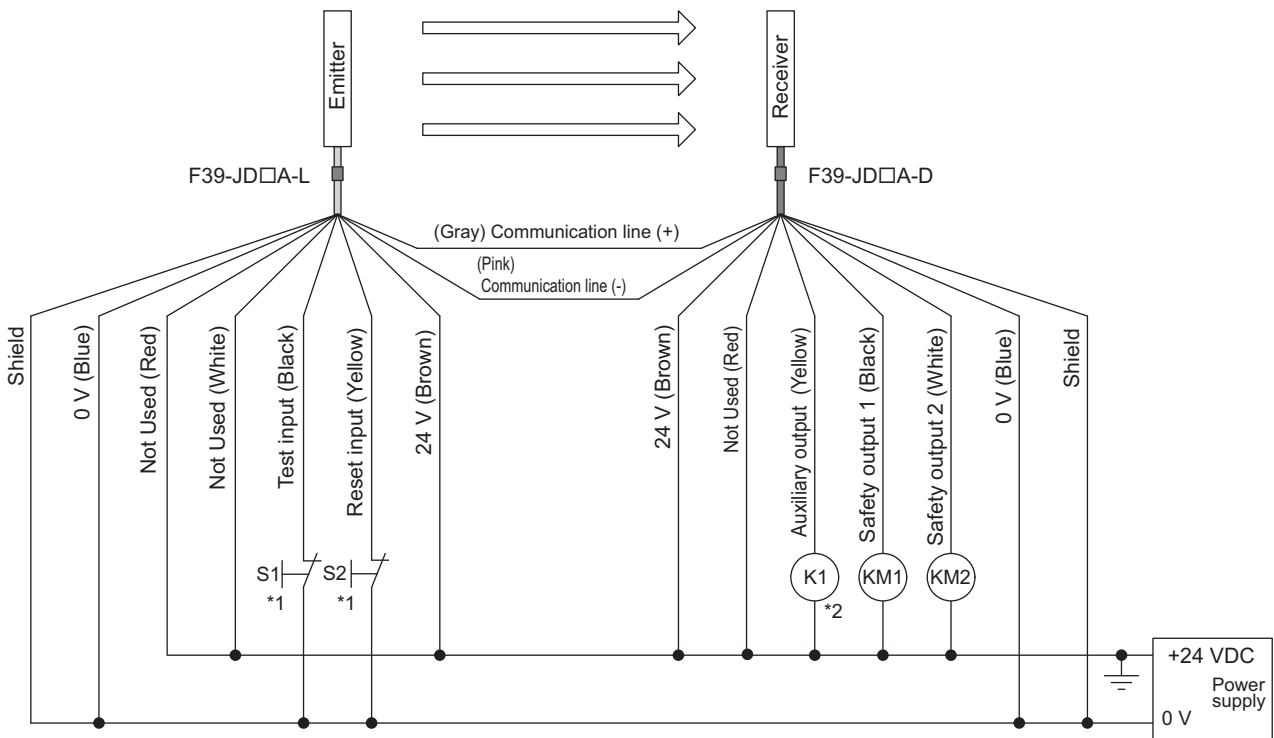 Emitter
Receiver
F39-JD□A-L
F39-JD□A-D
(Gray) Communication line (+)
(Pink)
Communication line (-)
Shield
0 V (Blue)
Not Used (Red)
Not Used (White)
Test input (Black)
Reset input (Yellow)
24 V (Brown)
24 V (Brown)
Not Used (Red)
Auxiliary output (Yellow)
Safety output 1 (Black)
Safety output 2 (White)
0 V (Blue)
Shield
S1
*1
S2
*1
K1
*2
KM1
KM2
+24 VDC
Power
supply
0 V